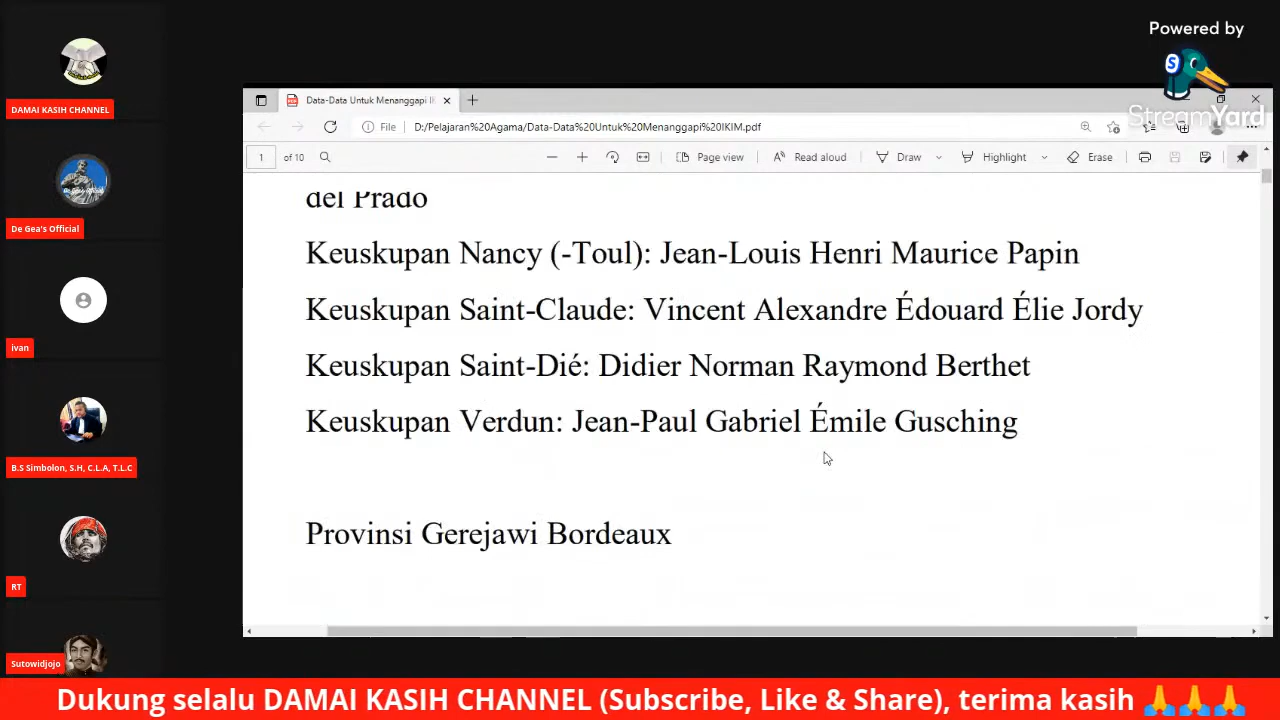 Powered by
StreamYard
DAMAI KASIH CHANNEL
De Gea's Official
ivan
B.S Simbolon, S.H, C.L.A, T.L.C
RT
Sutowidjojo
Data-Data Untuk Menanggapi IK
File D:/Pelajaran%20Agama/Data-Data%20Untuk%20Menanggapi%20IKIM.pdf
1 of 10 Page view Read aloud Draw Highlight Erase
del Prado
Keuskupan Nancy (-Toul): Jean-Louis Henri Maurice Papin
Keuskupan Saint-Claude: Vincent Alexandre Édouard Élie Jordy
Keuskupan Saint-Dié: Didier Norman Raymond Berthet
Keuskupan Verdun: Jean-Paul Gabriel Émile Gusching
Provinsi Gerejawi Bordeaux
Dukung selalu DAMAI KASIH CHANNEL (Subscribe, Like & Share), terima kasih 🙏🙏🙏